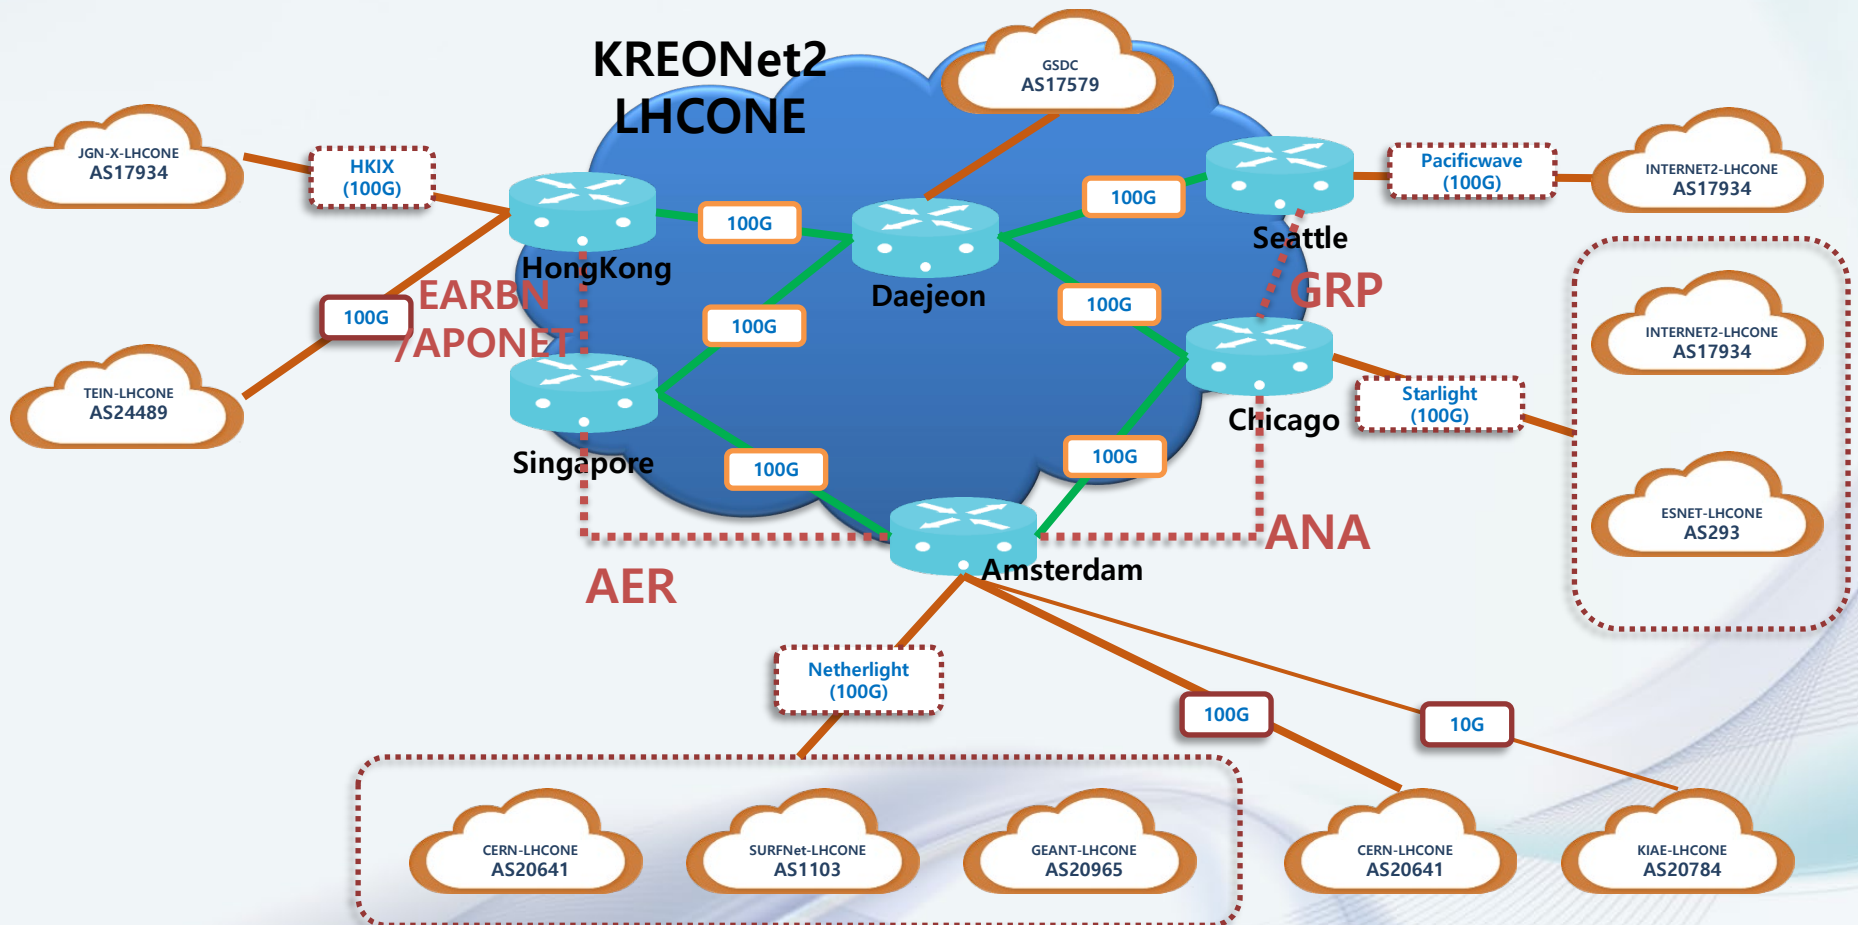 KREONet2
LHCONE
GSDC
AS17579
JGN-X-LHCONE
AS17934
HKIX
(100G)
Pacificwave
(100G)
INTERNET2-LHCONE
AS17934
100G
100G
HongKong
Daejeon
Seattle
EARBN
/APONET
GRP
100G
100G
100G
TEIN-LHCONE
AS24489
INTERNET2-LHCONE
AS17934
Starlight
(100G)
Chicago
Singapore
100G
100G
ESNET-LHCONE
AS293
ANA
AER
Amsterdam
Netherlight
(100G)
100G
10G
CERN-LHCONE
AS20641
SURFNet-LHCONE
AS1103
GEANT-LHCONE
AS20965
CERN-LHCONE
AS20641
KIAE-LHCONE
AS20784